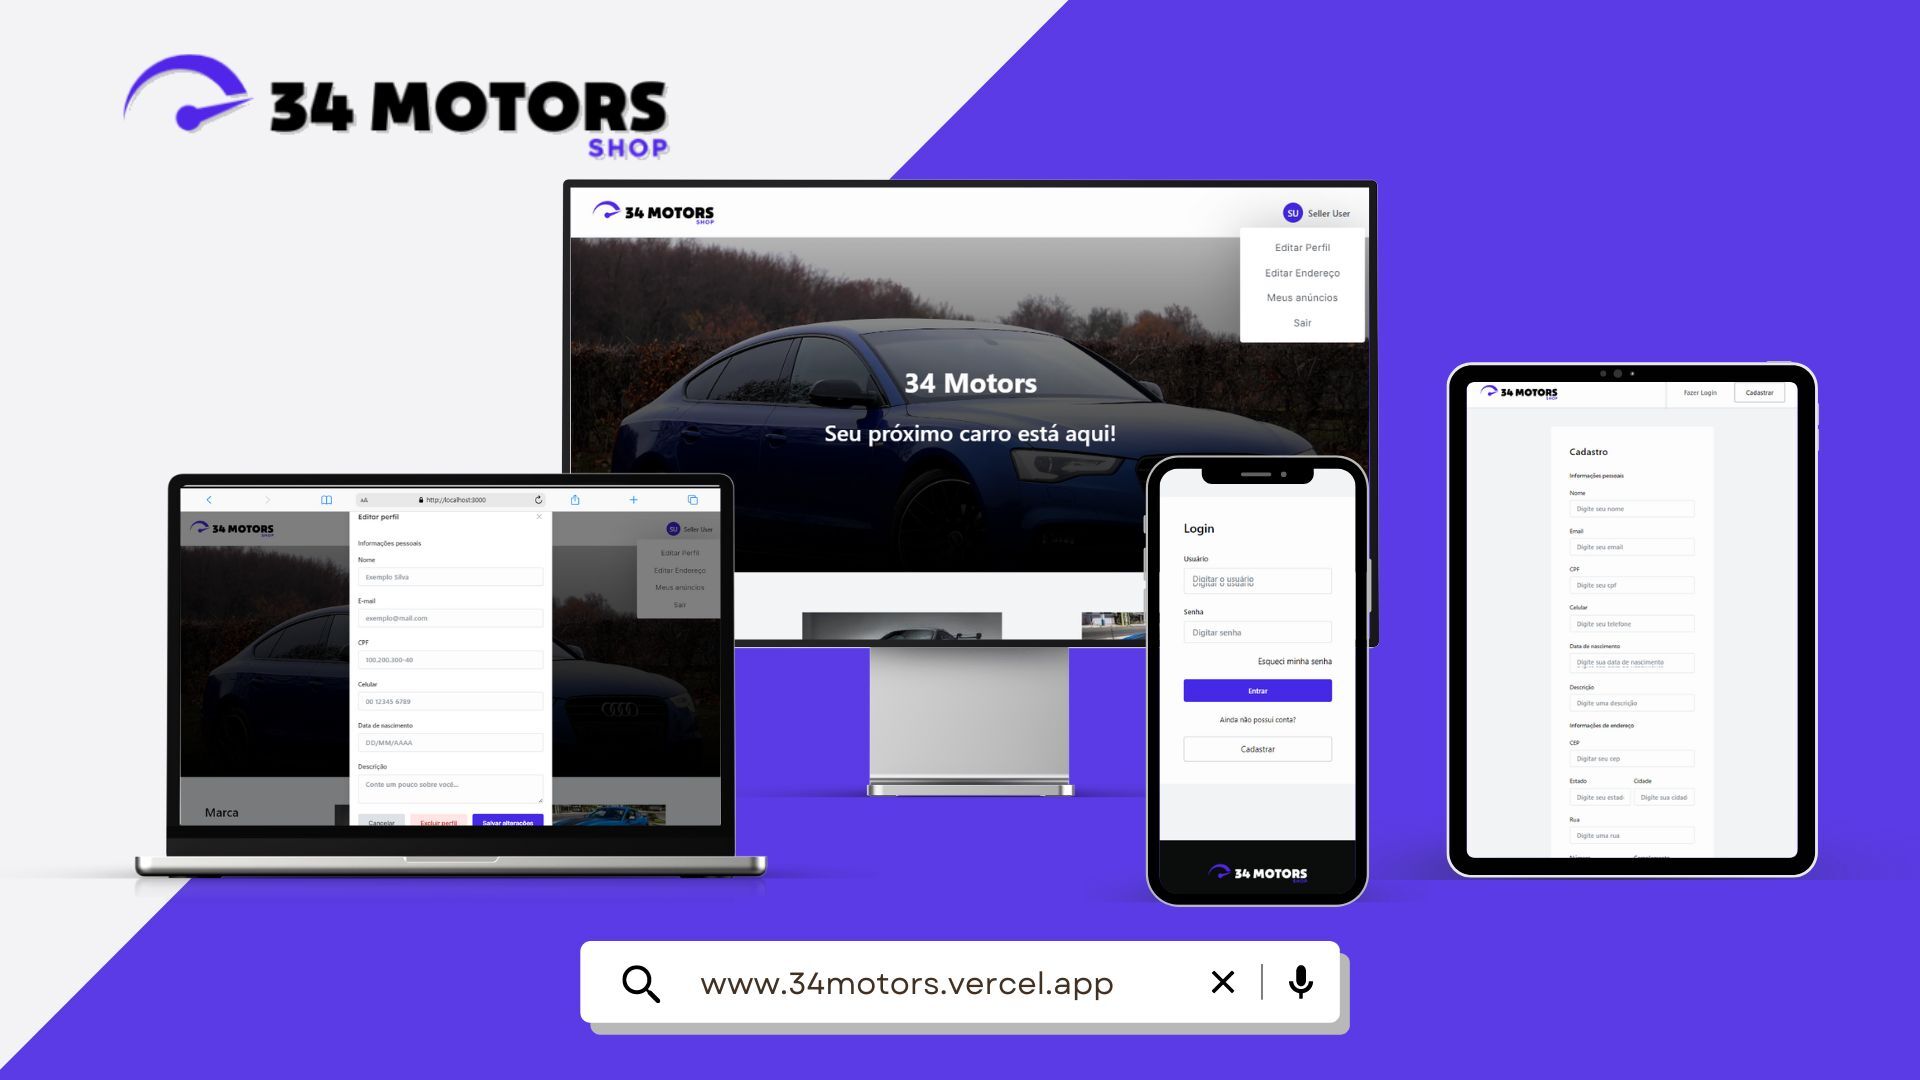 34 MOTORS
SHOP
34 MOTORS
SHOP
SU Seller User
Editar Perfil
Editar Endereço
Meus anúncios
Sair
34 Motors
Seu próximo carro está aqui!
AA http://localhost:3000
34 MOTORS
SHOP
SU Seller User
Editar Perfil
Editar Endereço
Meus anúncios
Sair
Editar perfil
Informações pessoais
Nome
Exemplo Silva
E-mail
exemplo@mail.com
CPF
100.200.300-40
Celular
00 12345 6789
Data de nascimento
DD/MM/AAAA
Descrição
Conte um pouco sobre você...
Cancelar Excluir perfil Salvar alterações
Marca
Login
Usuário
Digitar o usuário
Senha
Digitar senha
Esqueci minha senha
Entrar
Ainda não possui conta?
Cadastrar
34 MOTORS
SHOP
34 MOTORS
SHOP
Fazer Login Cadastrar
Cadastro
Informações pessoais
Nome
Digite seu nome
Email
Digite seu email
CPF
Digite seu cpf
Celular
Digite seu telefone
Data de nascimento
Digite sua data de nascimento
Descrição
Digite uma descrição
Informações de endereço
CEP
Digitar seu cep
Estado Cidade
Digite seu estad Digite sua cidad
Rua
Digite uma rua
Número Complemento
www.34motors.vercel.app